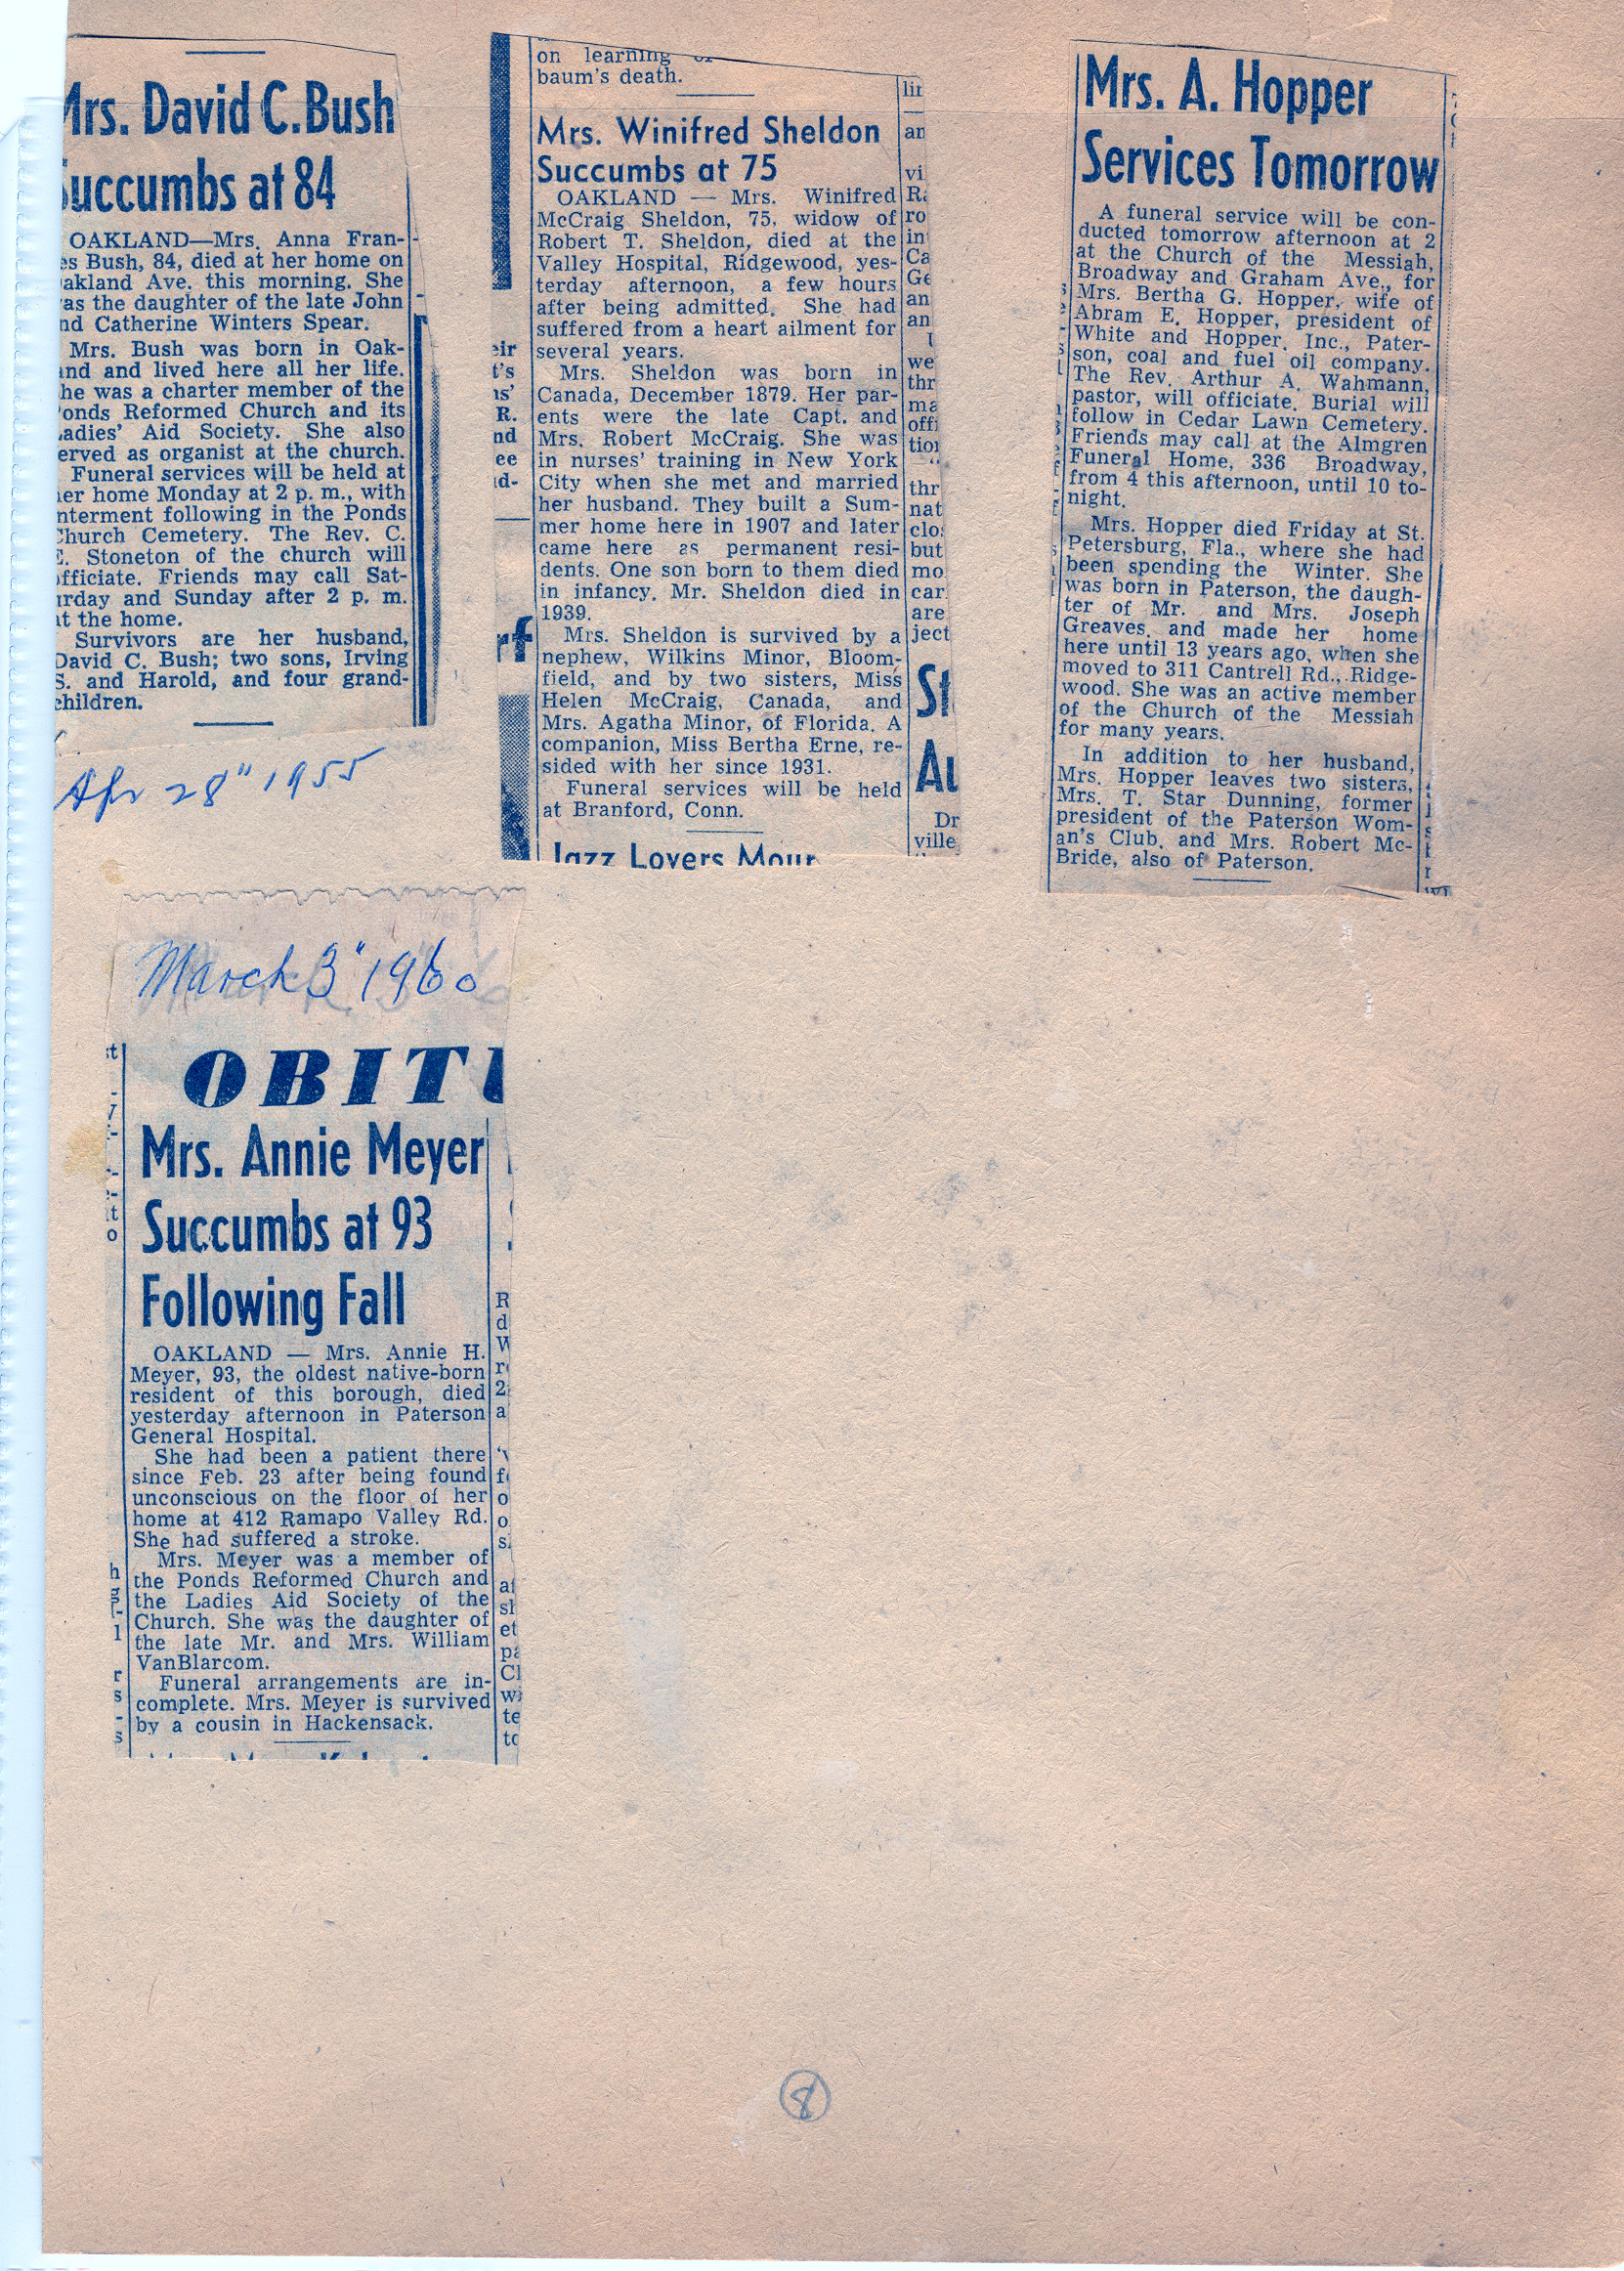 Mrs. David C. Bush
Succumbs at 84
OAKLAND—Mrs. Anna Fran-
es Bush, 84, died at her home on
akland Ave. this morning. She
as the daughter of the late John
nd Catherine Winters Spear.
Mrs. Bush was born in Oak-
and and lived here all her life.
he was a charter member of the
onds Reformed Church and its
adies' Aid Society. She also
erved as organist at the church.
Funeral services will be held at
er home Monday at 2 p. m., with
nterment following in the Ponds
Church Cemetery. The Rev. C.
E. Stoneton of the church will
officiate. Friends may call Sat-
urday and Sunday after 2 p. m.
at the home.
Survivors are her husband,
David C. Bush; two sons, Irving
S. and Harold, and four grand-
children.
Apr 28" 1955
on learning of
baum's death.
Mrs. Winifred Sheldon
Succumbs at 75
OAKLAND — Mrs. Winifred
McCraig Sheldon, 75, widow of
Robert T. Sheldon, died at the
Valley Hospital, Ridgewood, yes-
terday afternoon, a few hours
after being admitted. She had
suffered from a heart ailment for
several years.
Mrs. Sheldon was born in
Canada, December 1879. Her par-
ents were the late Capt. and
Mrs. Robert McCraig. She was
in nurses' training in New York
City when she met and married
her husband. They built a Sum-
mer home here in 1907 and later
came here as permanent resi-
dents. One son born to them died
in infancy. Mr. Sheldon died in
1939.
Mrs. Sheldon is survived by a
nephew, Wilkins Minor, Bloom-
field, and by two sisters, Miss
Helen McCraig, Canada, and
Mrs. Agatha Minor, of Florida. A
companion, Miss Bertha Erne, re-
sided with her since 1931.
Funeral services will be held
at Branford, Conn.
Jazz Lovers Mour
Mrs. A. Hopper
Services Tomorrow
A funeral service will be con-
ducted tomorrow afternoon at 2
at the Church of the Messiah,
Broadway and Graham Ave., for
Mrs. Bertha G. Hopper, wife of
Abram E. Hopper, president of
White and Hopper, Inc., Pater-
son, coal and fuel oil company.
The Rev. Arthur A. Wahmann,
pastor, will officiate. Burial will
follow in Cedar Lawn Cemetery.
Friends may call at the Almgren
Funeral Home, 336 Broadway,
from 4 this afternoon, until 10 to-
night.
Mrs. Hopper died Friday at St.
Petersburg, Fla., where she had
been spending the Winter. She
was born in Paterson, the daugh-
ter of Mr. and Mrs. Joseph
Greaves, and made her home
here until 13 years ago, when she
moved to 311 Cantrell Rd., Ridge-
wood. She was an active member
of the Church of the Messiah
for many years.
In addition to her husband,
Mrs. Hopper leaves two sisters,
Mrs. T. Star Dunning, former
president of the Paterson Wom-
an's Club, and Mrs. Robert Mc-
Bride, also of Paterson.
March 3" 1960
OBITU
Mrs. Annie Meyer
Succumbs at 93
Following Fall
OAKLAND — Mrs. Annie H.
Meyer, 93, the oldest native-born
resident of this borough, died
yesterday afternoon in Paterson
General Hospital.
She had been a patient there
since Feb. 23 after being found
unconscious on the floor of her
home at 412 Ramapo Valley Rd.
She had suffered a stroke.
Mrs. Meyer was a member of
the Ponds Reformed Church and
the Ladies Aid Society of the
Church. She was the daughter of
the late Mr. and Mrs. William
VanBlarcom.
Funeral arrangements are in-
complete. Mrs. Meyer is survived
by a cousin in Hackensack.
8